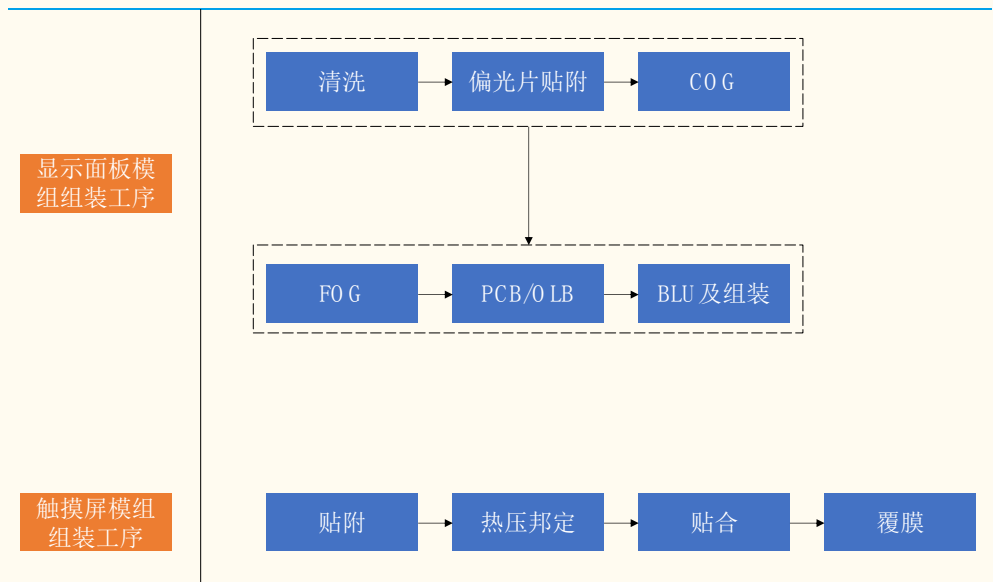 清洗
偏光片贴附
COG
显示面板模
组组装工序
FOG
PCB/OLB
BLU及组装
触摸屏模组
组装工序
贴附
热压邦定
贴合
覆膜